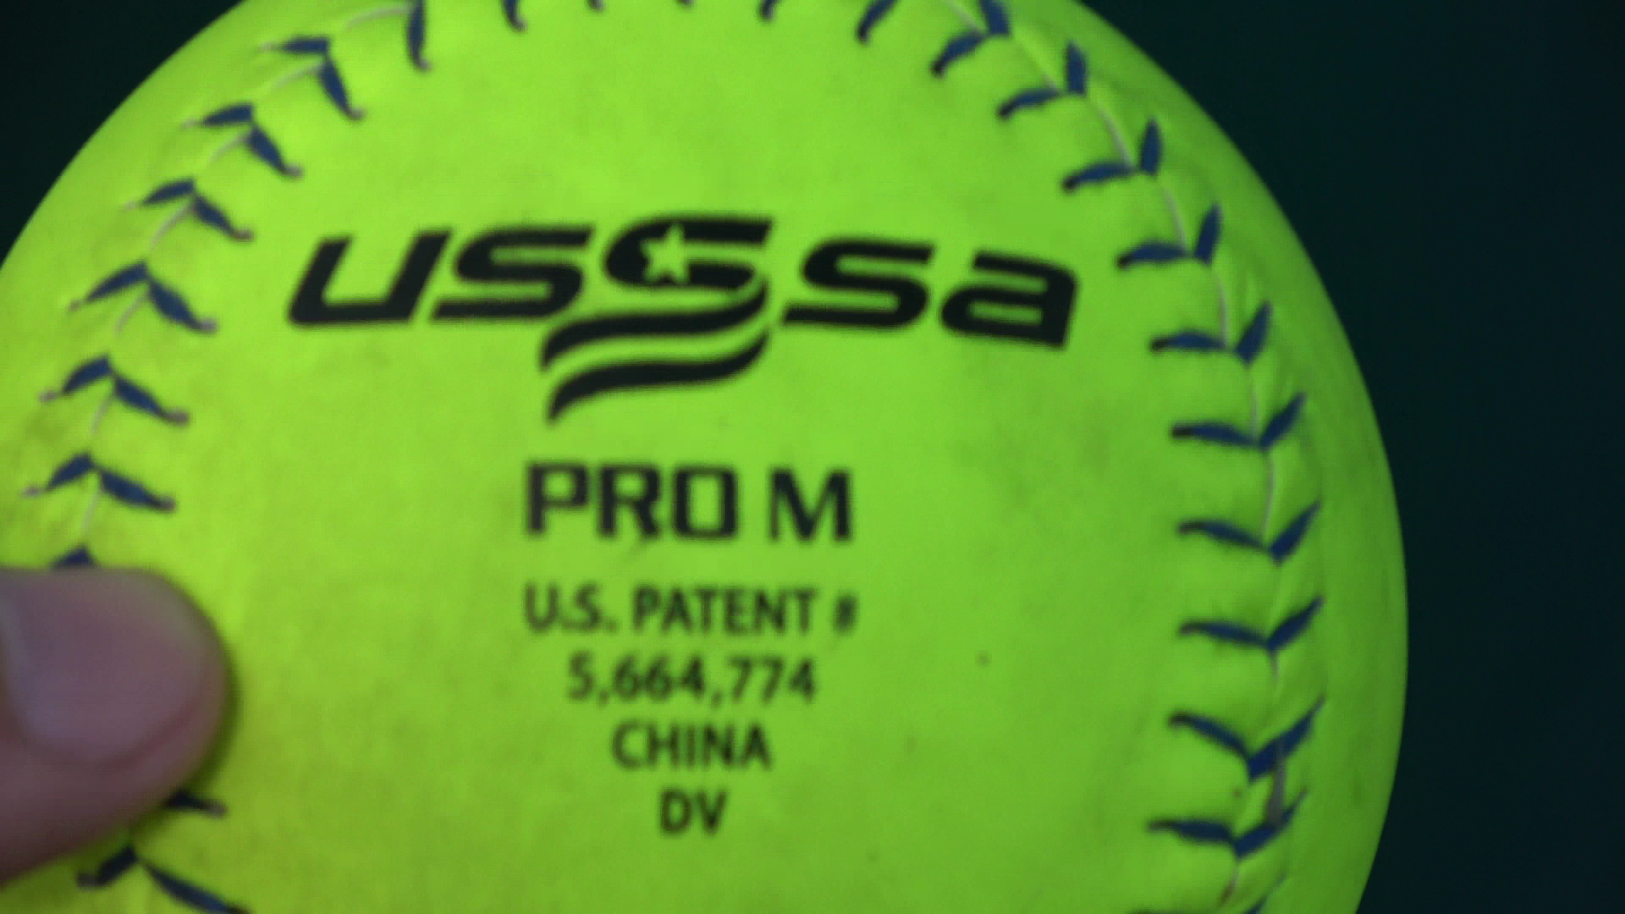 usssa
PRO M
U.S. PATENT #
5,664,774
CHINA
DV